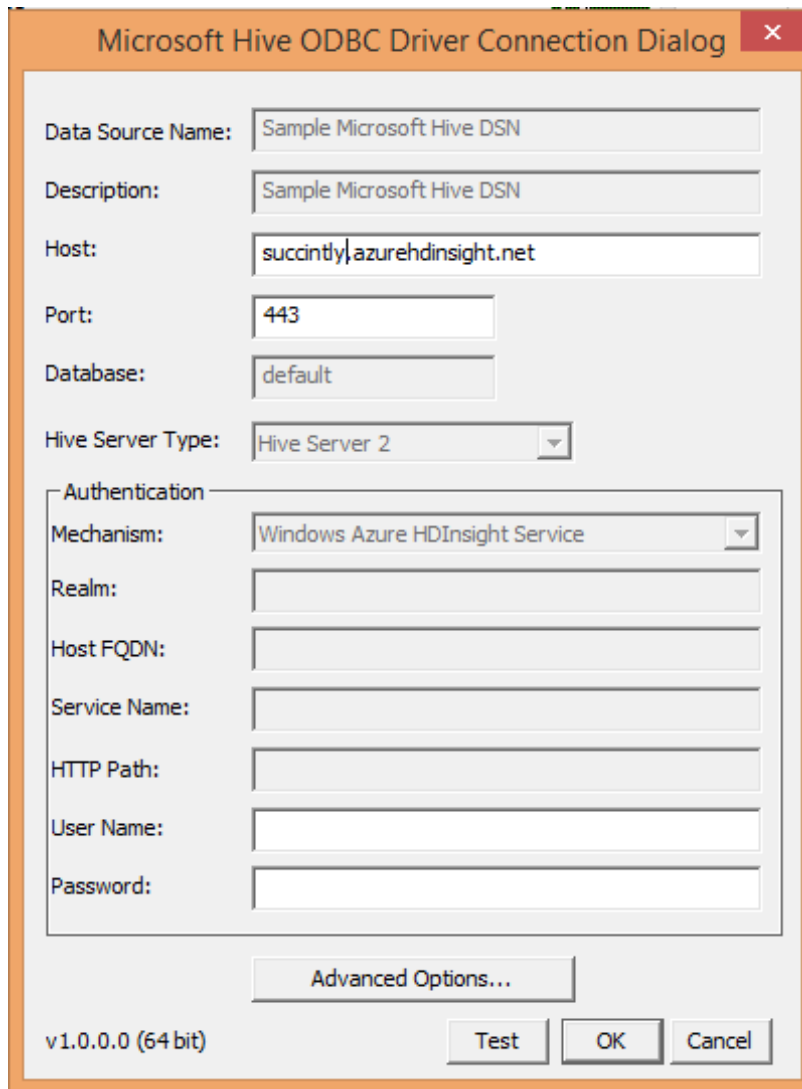 Microsoft Hive ODBC Driver Connection Dialog
Data Source Name: Sample Microsoft Hive DSN
Description: Sample Microsoft Hive DSN
Host: succintly.azurehdinsight.net
Port: 443
Database: default
Hive Server Type: Hive Server 2
Authentication
Mechanism: Windows Azure HDInsight Service
Realm:
Host FQDN:
Service Name:
HTTP Path:
User Name:
Password:
Advanced Options...
v1.0.0.0 (64 bit) Test OK Cancel